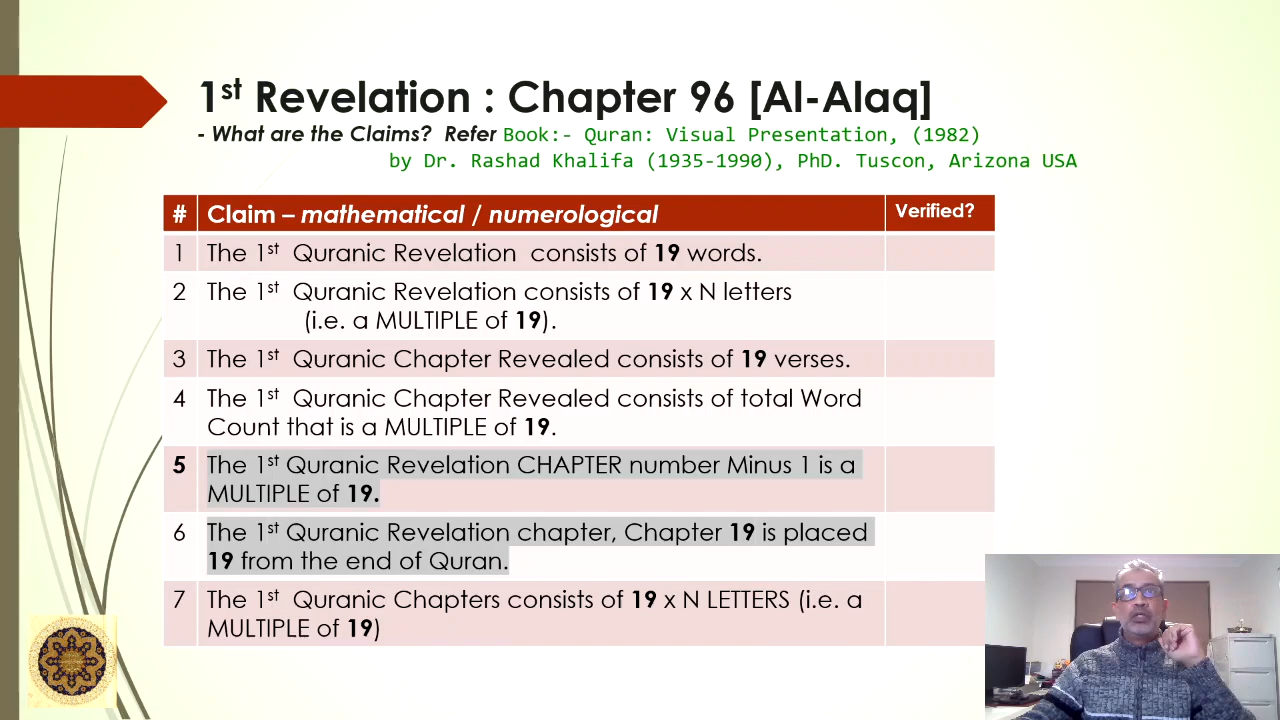 1st Revelation : Chapter 96 [Al-Alaq]
- What are the Claims? Refer Book:- Quran: Visual Presentation, (1982)
by Dr. Rashad Khalifa (1935-1990), PhD. Tuscon, Arizona USA
# Claim – mathematical / numerological Verified?
1 The 1st Quranic Revelation consists of 19 words.
2 The 1st Quranic Revelation consists of 19 x N letters
(i.e. a MULTIPLE of 19).
3 The 1st Quranic Chapter Revealed consists of 19 verses.
4 The 1st Quranic Chapter Revealed consists of total Word
Count that is a MULTIPLE of 19.
5 The 1st Quranic Revelation CHAPTER number Minus 1 is a
MULTIPLE of 19.
6 The 1st Quranic Revelation chapter, Chapter 19 is placed
19 from the end of Quran.
7 The 1st Quranic Chapters consists of 19 x N LETTERS (i.e. a
MULTIPLE of 19)